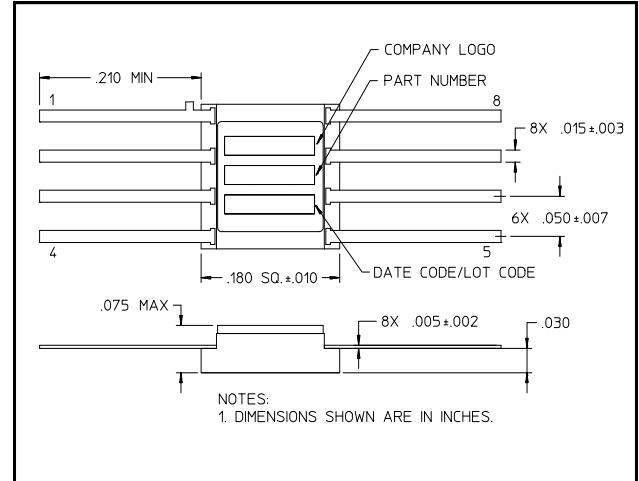 COMPANY LOGO
.210 MIN
PART NUMBER
1
8
8X .015±.003
6X .050±.007
4
5
DATE CODE/LOT CODE
.180 SQ.±.010
.075 MAX
8X .005±.002
.030
NOTES:
1. DIMENSIONS SHOWN ARE IN INCHES.